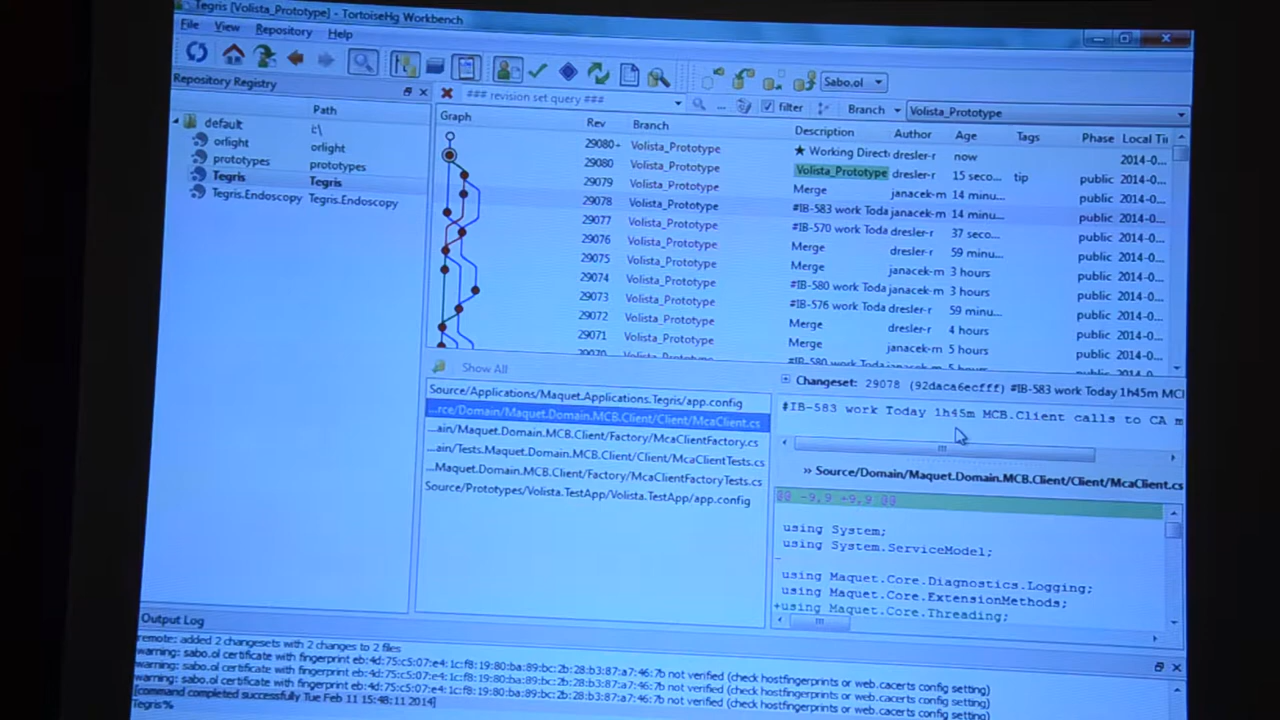 Tegris [Volista_Prototype] - TortoiseHg Workbench
File View Repository Help
Sabo.ol
Repository Registry
### revision set query ###
filter
Branch
Volista_Prototype
Path
default
t:\
orlight orlight
prototypes prototypes
Tegris Tegris
Tegris.Endoscopy Tegris.Endoscopy
Graph Rev Branch Description Author Age Tags Phase Local Ti
29080+ Volista_Prototype ★ Working Direct dresler-r now 2014-0...
29080 Volista_Prototype Volista_Prototype dresler-r 15 seco... tip public 2014-0...
29079 Volista_Prototype Merge janacek-m 14 minu... public 2014-0...
29078 Volista_Prototype #IB-583 work Toda janacek-m 14 minu... public 2014-0...
29077 Volista_Prototype #IB-570 work Toda dresler-r 37 seco... public 2014-0...
29076 Volista_Prototype Merge dresler-r 59 minu... public 2014-0...
29075 Volista_Prototype Merge janacek-m 3 hours public 2014-0...
29074 Volista_Prototype #IB-580 work Toda janacek-m 3 hours public 2014-0...
29073 Volista_Prototype #IB-576 work Toda dresler-r 59 minu... public 2014-0...
29072 Volista_Prototype Merge dresler-r 4 hours public 2014-0...
29071 Volista_Prototype Merge janacek-m 5 hours public 2014-0...
29070 Volista_Prototype #IB-580 work Toda janacek-m 5 hours public 2014-0...
Show All
Source/Applications/Maquet.Applications.Tegris/app.config
...rce/Domain/Maquet.Domain.MCB.Client/Client/McaClient.cs
...ain/Maquet.Domain.MCB.Client/Factory/McaClientFactory.cs
...ain/Tests.Maquet.Domain.MCB.Client/Client/McaClientTests.cs
...Maquet.Domain.MCB.Client/Factory/McaClientFactoryTests.cs
Source/Prototypes/Volista.TestApp/Volista.TestApp/app.config
Changeset: 29078 (92daca6ecfff) #IB-583 work Today 1h45m MCI
#IB-583 work Today 1h45m MCB.Client calls to CA m
» Source/Domain/Maquet.Domain.MCB.Client/Client/McaClient.cs
@@ -9,9 +9,9 @@
using System;
using System.ServiceModel;
-
using Maquet.Core.Diagnostics.Logging;
using Maquet.Core.ExtensionMethods;
+using Maquet.Core.Threading;
Output Log
remote: added 2 changesets with 2 changes to 2 files
warning: sabo.ol certificate with fingerprint eb:4d:75:c5:07:e4:1c:f8:19:80:ba:89:bc:2b:28:b3:87:a7:46:7b not verified (check hostfingerprints or web.cacerts config setting)
warning: sabo.ol certificate with fingerprint eb:4d:75:c5:07:e4:1c:f8:19:80:ba:89:bc:2b:28:b3:87:a7:46:7b not verified (check hostfingerprints or web.cacerts config setting)
warning: sabo.ol certificate with fingerprint eb:4d:75:c5:07:e4:1c:f8:19:80:ba:89:bc:2b:28:b3:87:a7:46:7b not verified (check hostfingerprints or web.cacerts config setting)
[command completed successfully Tue Feb 11 15:48:11 2014]
Tegris%